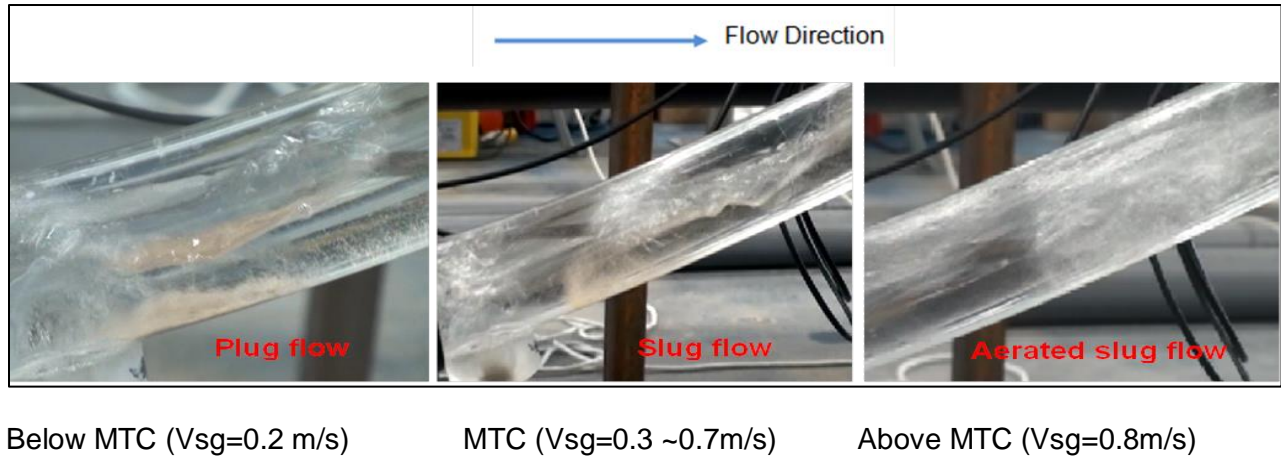 Flow Direction
Plug flow
Slug flow
Aerated slug flow
Below MTC (Vsg=0.2 m/s)
MTC (Vsg=0.3 ~0.7m/s)
Above MTC (Vsg=0.8m/s)